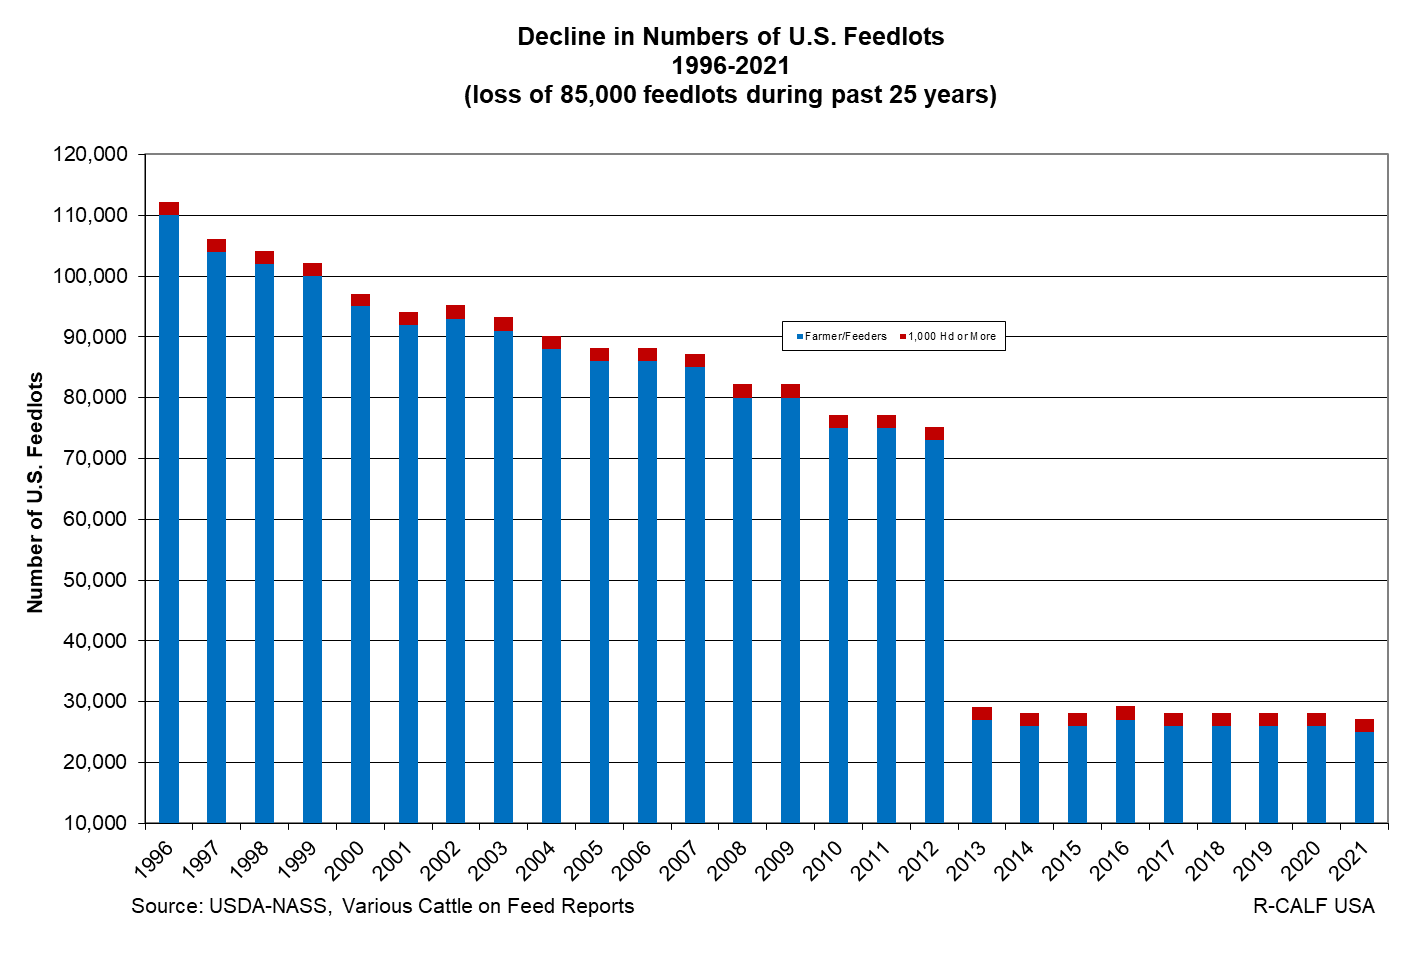 Decline in Numbers of U.S. Feedlots
1996-2021
(loss of 85,000 feedlots during past 25 years)
120,000
110,000
100,000
90,000
80,000
70,000
60,000
50,000
40,000
30,000
20,000
10,000
Number of U.S. Feedlots
Farmer/Feeders 1,000 Hd or More
1996 1997 1998 1999 2000 2001 2002 2003 2004 2005 2006 2007 2008 2009 2010 2011 2012 2013 2014 2015 2016 2017 2018 2019 2020 2021
Source: USDA-NASS, Various Cattle on Feed Reports R-CALF USA